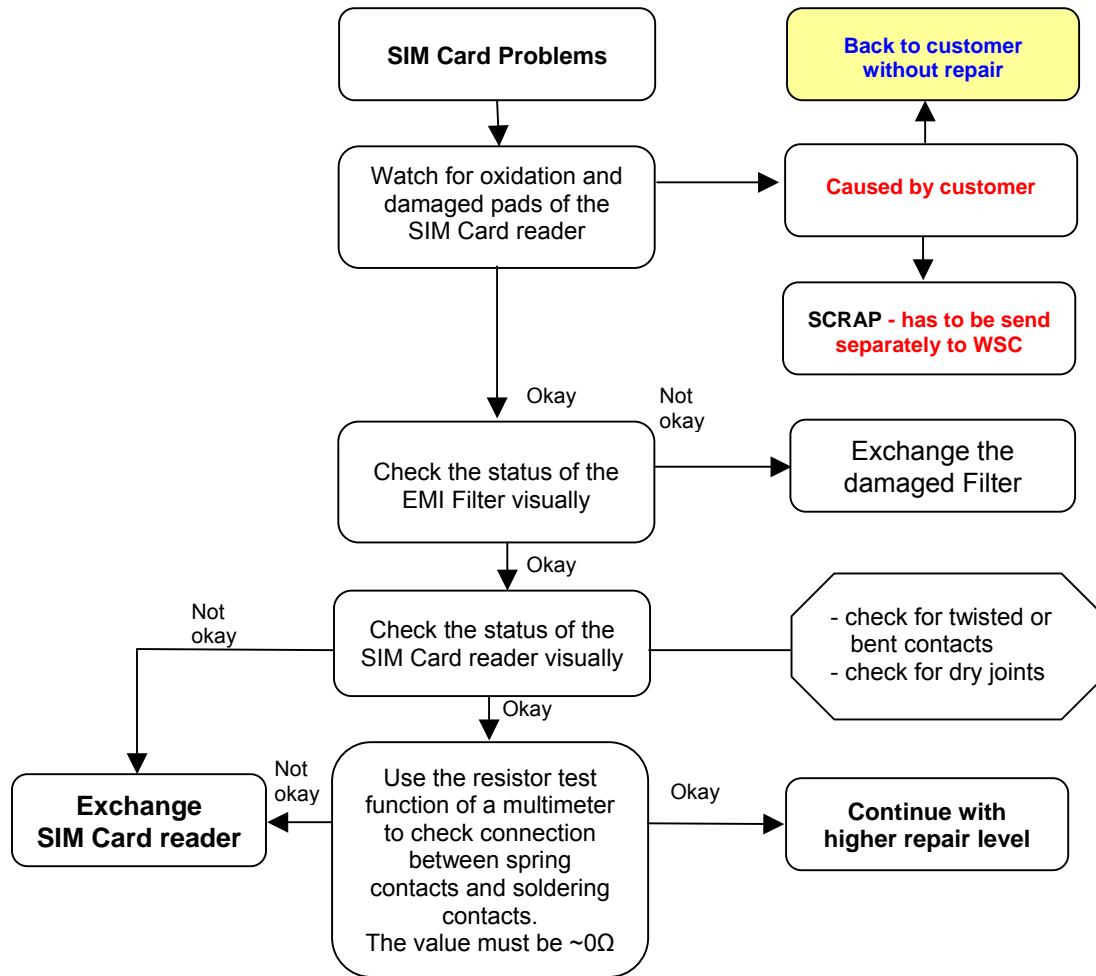 SIM Card Problems
Back to customer
without repair
Watch for oxidation and
damaged pads of the
SIM Card reader
Caused by customer
SCRAP - has to be send
separately to WSC
Okay
Not
okay
Check the status of the
EMI Filter visually
Exchange the
damaged Filter
Okay
Not
okay
Check the status of the
SIM Card reader visually
- check for twisted or
bent contacts
- check for dry joints
Okay
Exchange
SIM Card reader
Not
okay
Use the resistor test
function of a multimeter
to check connection
between spring
contacts and soldering
contacts.
The value must be ~0Ω
Okay
Continue with
higher repair level